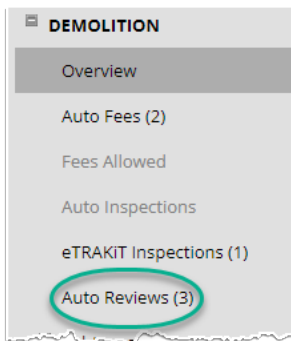 DEMOLITION
Overview
Auto Fees (2)
Fees Allowed
Auto Inspections
eTRAKiT Inspections (1)
Auto Reviews (3)